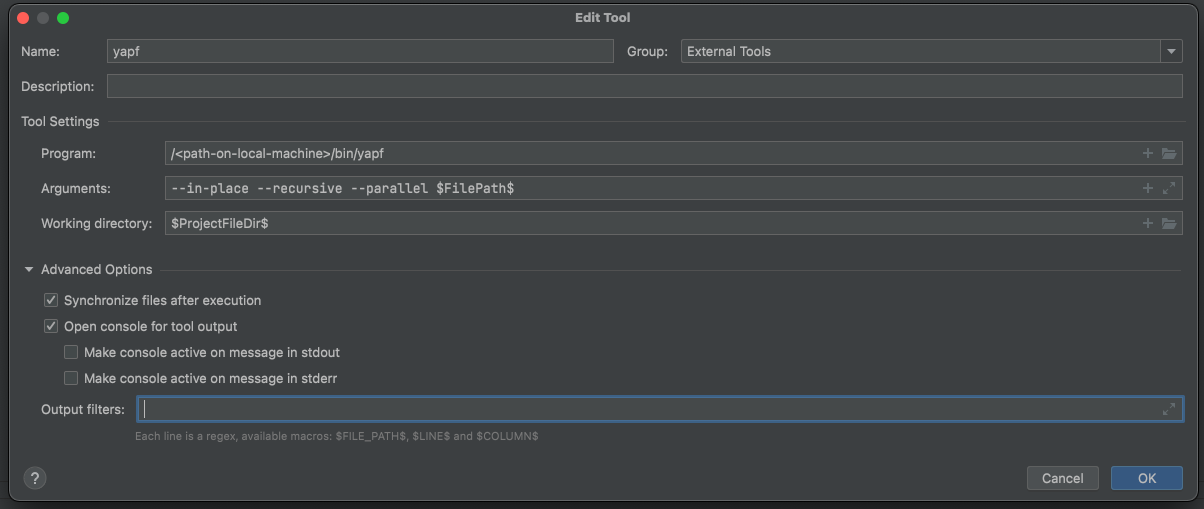 Edit Tool
Name: yapf Group: External Tools
Description:
Tool Settings
Program: /<path-on-local-machine>/bin/yapf
Arguments: --in-place --recursive --parallel $FilePath$
Working directory: $ProjectFileDir$
Advanced Options
Synchronize files after execution
Open console for tool output
Make console active on message in stdout
Make console active on message in stderr
Output filters:
Each line is a regex, available macros: $FILE_PATH$, $LINE$ and $COLUMN$
? Cancel OK